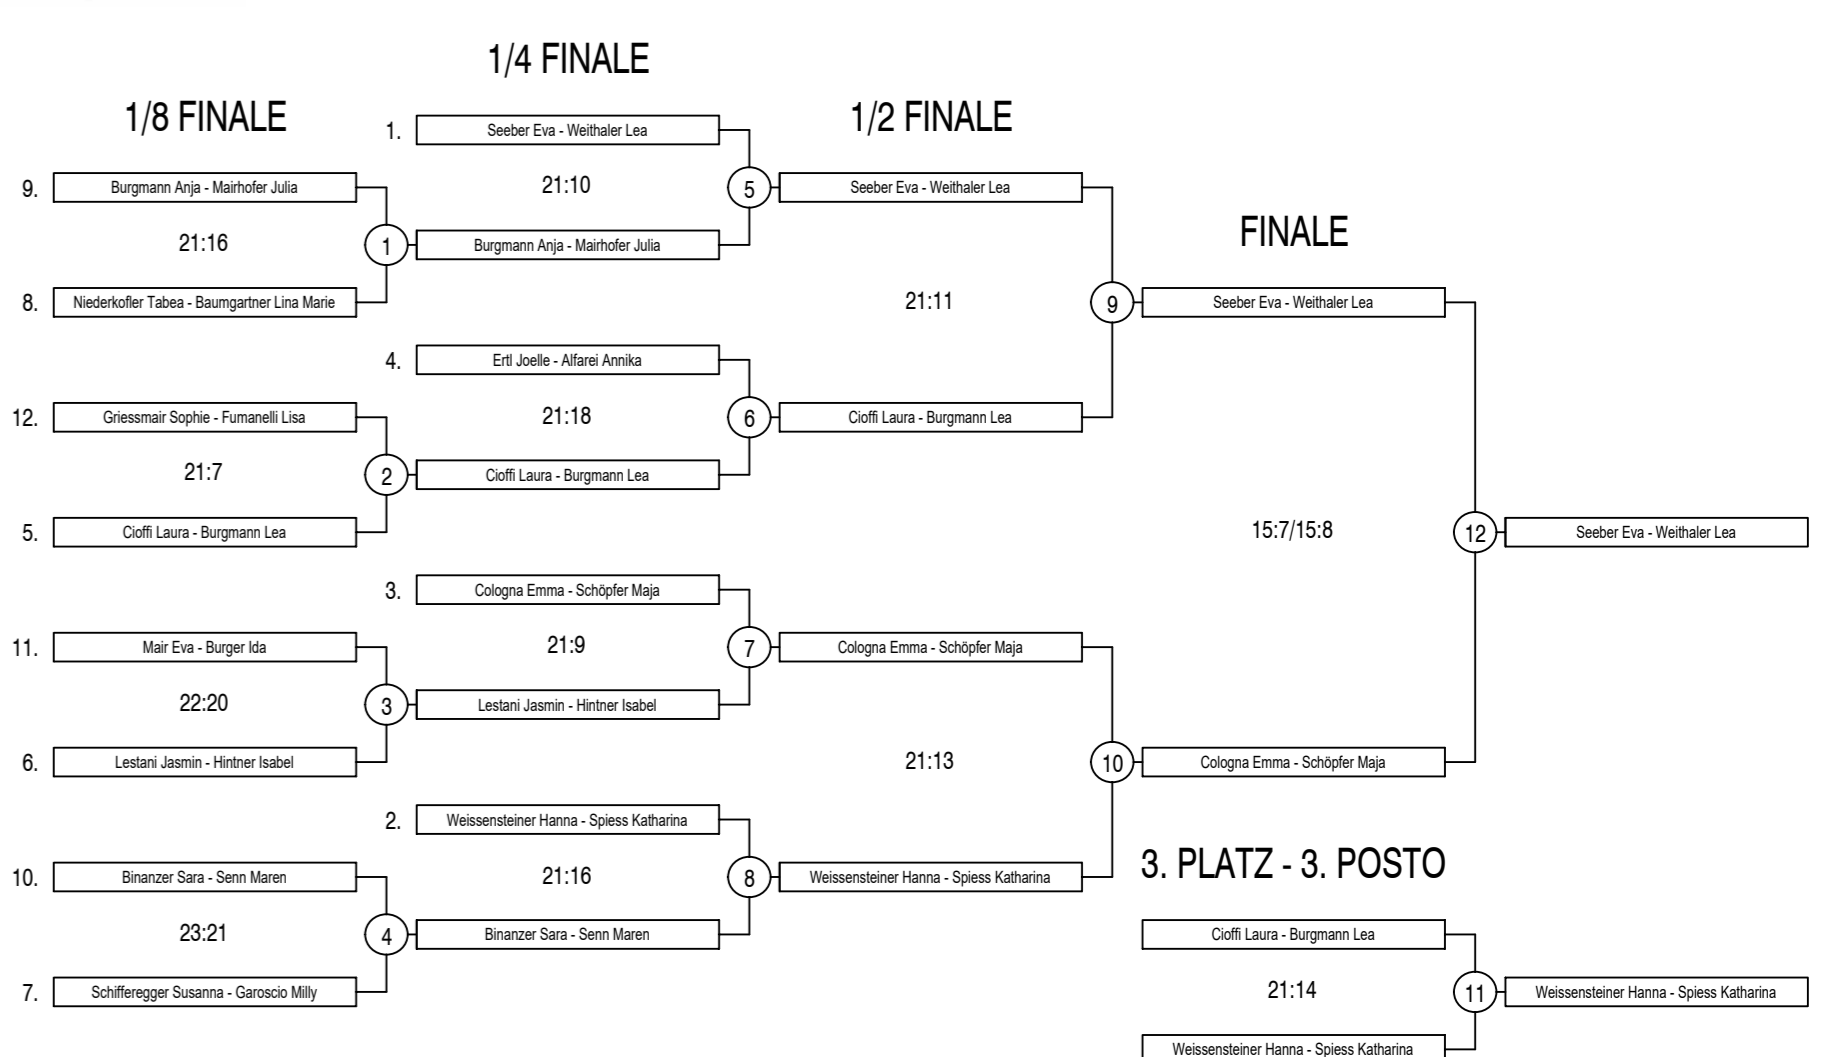 1/4 FINALE
1/8 FINALE
1/2 FINALE
1. Seeber Eva - Weithaler Lea
9. Burgmann Anja - Mairhofer Julia
21:10
5
Seeber Eva - Weithaler Lea
21:16
1
Burgmann Anja - Mairhofer Julia
FINALE
8. Niederkofler Tabea - Baumgartner Lina Marie
21:11
9
Seeber Eva - Weithaler Lea
4. Ertl Joelle - Alfarei Annika
12. Griessmair Sophie - Fumanelli Lisa
21:18
6
Cioffi Laura - Burgmann Lea
21:7
2
Cioffi Laura - Burgmann Lea
5. Cioffi Laura - Burgmann Lea
15:7/15:8
12
Seeber Eva - Weithaler Lea
3. Cologna Emma - Schöpfer Maja
11. Mair Eva - Burger Ida
21:9
7
Cologna Emma - Schöpfer Maja
22:20
3
Lestani Jasmin - Hintner Isabel
6. Lestani Jasmin - Hintner Isabel
21:13
10
Cologna Emma - Schöpfer Maja
2. Weissensteiner Hanna - Spiess Katharina
3. PLATZ - 3. POSTO
10. Binanzer Sara - Senn Maren
21:16
8
Weissensteiner Hanna - Spiess Katharina
23:21
4
Binanzer Sara - Senn Maren
Cioffi Laura - Burgmann Lea
7. Schifferegger Susanna - Garoscio Milly
21:14
11
Weissensteiner Hanna - Spiess Katharina
Weissensteiner Hanna - Spiess Katharina